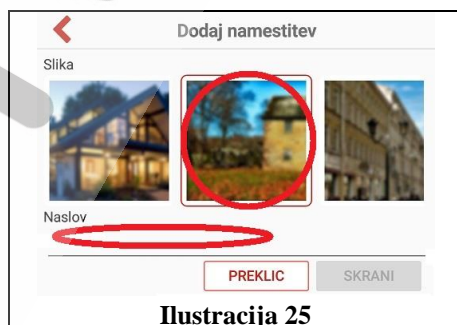 Dodaj namestitev
Slika
Naslov
PREKLIC SKRANI
Ilustracija 25